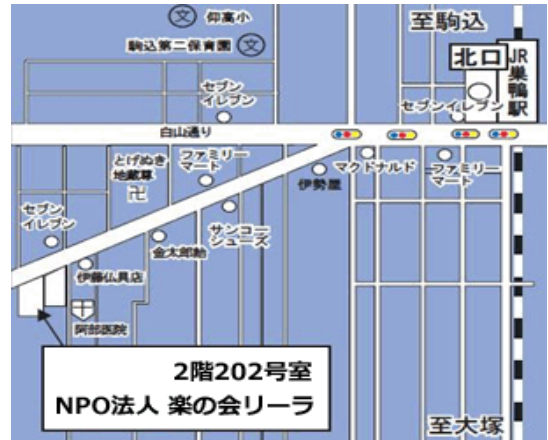 仰高小
至駒込
駒込第二保育園
北口
JR巣鴨駅
セブン
イレブン
セブンイレブン
白山通り
とげぬき
地蔵尊
ファミリー
マート
マクドナルド
ファミリー
マート
伊勢屋
セブン
イレブン
サンコー
シューズ
金太郎飴
伊藤仏具店
阿部医院
2階202号室
NPO法人 楽の会リーラ
至大塚